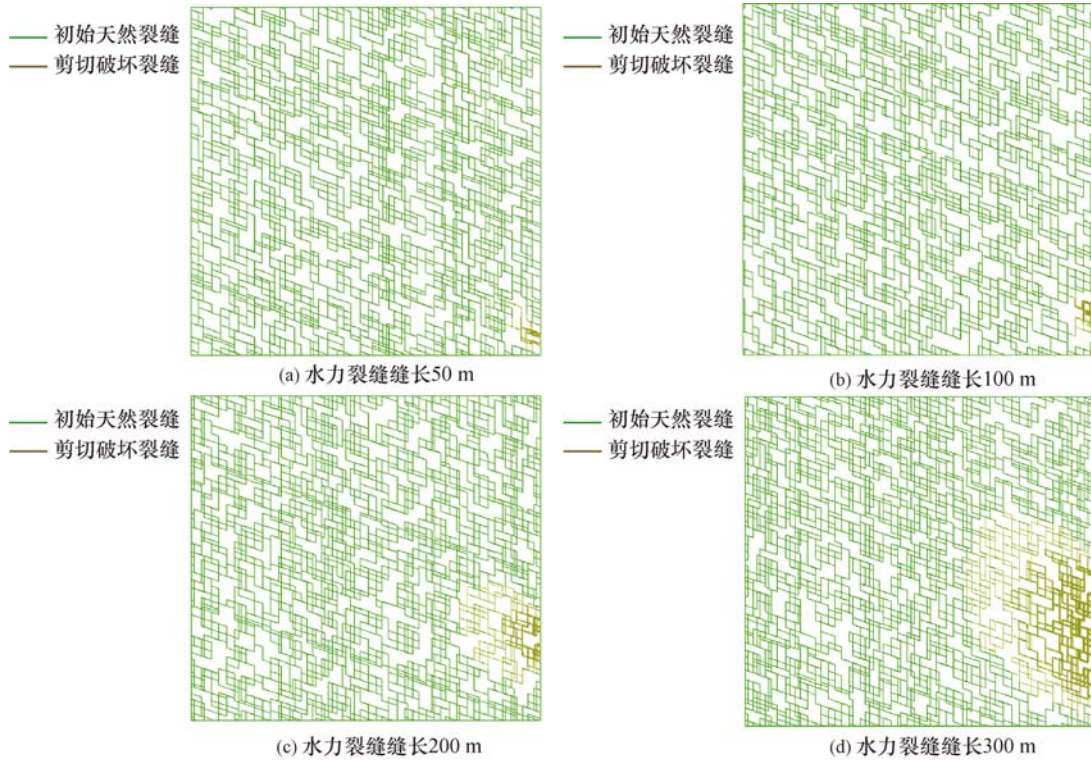 初始天然裂缝
剪切破坏裂缝
(a) 水力裂缝缝长50 m
初始天然裂缝
剪切破坏裂缝
(b) 水力裂缝缝长100 m
初始天然裂缝
剪切破坏裂缝
(c) 水力裂缝缝长200 m
初始天然裂缝
剪切破坏裂缝
(d) 水力裂缝缝长300 m